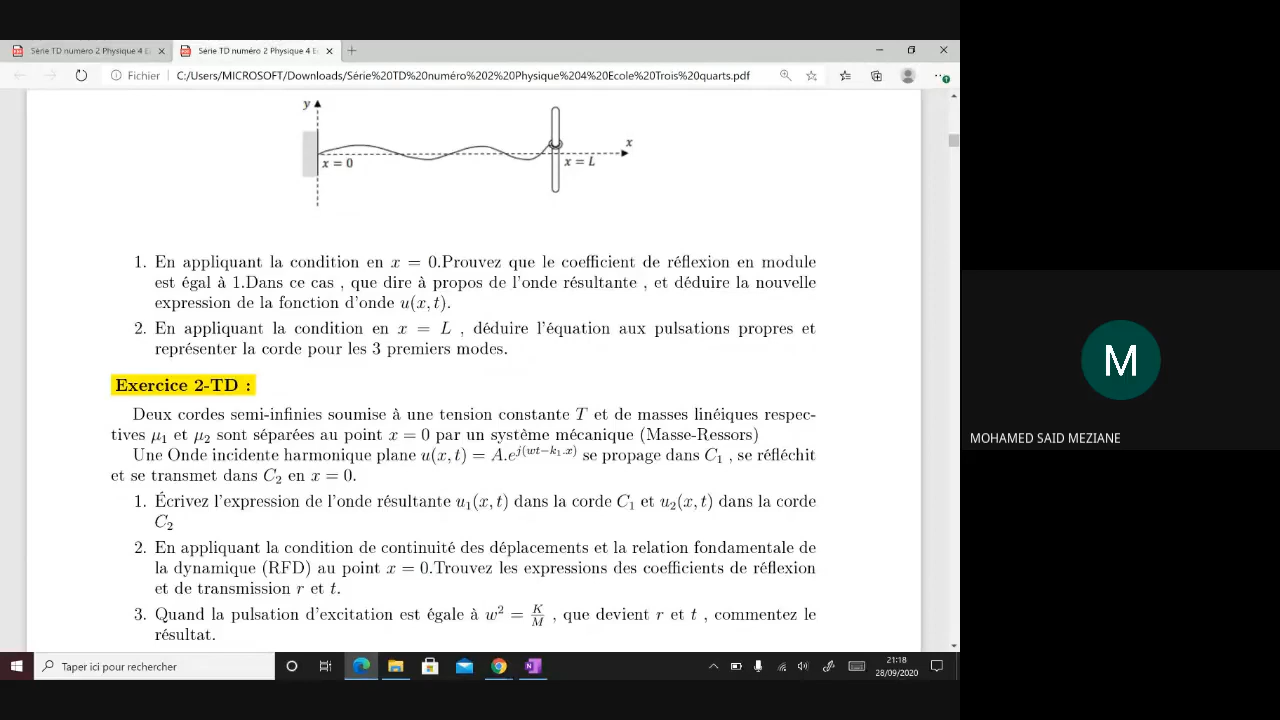 Série TD numéro 2 Physique 4 E
Série TD numéro 2 Physique 4 E
Fichier
C:/Users/MICROSOFT/Downloads/Série%20TD%20numéro%202%20Physique%204%20Ecole%20Trois%20quarts.pdf
y
x
x = 0
x = L
1. En appliquant la condition en x = 0.Prouvez que le coefficient de réflexion en module
est égal à 1.Dans ce cas , que dire à propos de l'onde résultante , et déduire la nouvelle
expression de la fonction d'onde u(x, t).
2. En appliquant la condition en x = L , déduire l'équation aux pulsations propres et
représenter la corde pour les 3 premiers modes.
Exercice 2-TD :
Deux cordes semi-infinies soumise à une tension constante T et de masses linéiques respec-
tives μ₁ et μ₂ sont séparées au point x = 0 par un système mécanique (Masse-Ressors)
Une Onde incidente harmonique plane u(x, t) = A.e^{j(wt−k₁.x)} se propage dans C₁ , se réfléchit
et se transmet dans C₂ en x = 0.
1. Écrivez l'expression de l'onde résultante u₁(x, t) dans la corde C₁ et u₂(x, t) dans la corde
C₂
2. En appliquant la condition de continuité des déplacements et la relation fondamentale de
la dynamique (RFD) au point x = 0.Trouvez les expressions des coefficients de réflexion
et de transmission r et t.
3. Quand la pulsation d'excitation est égale à w² = K/M , que devient r et t , commentez le
résultat.
M
MOHAMED SAID MEZIANE
Taper ici pour rechercher
21:18
28/09/2020